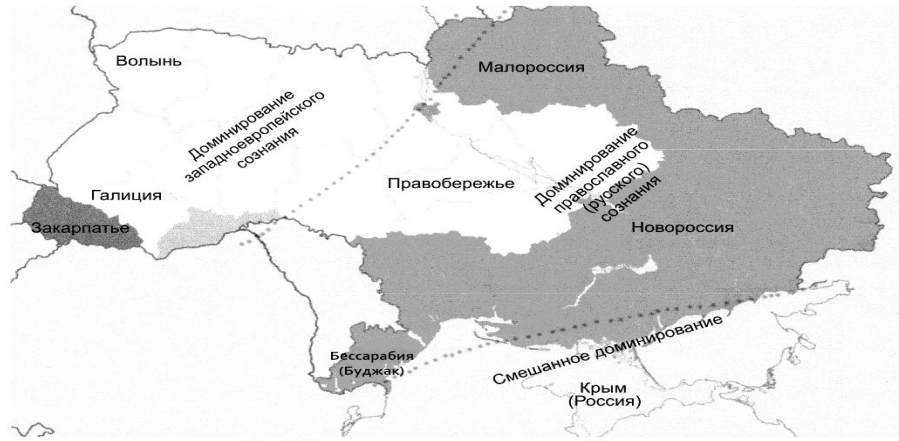 Волынь
Малороссия
Доминирование
западноевропейского
сознания
Галиция
Правобережье
Доминирование
православного
(русского)
сознания
Закарпатье
Новороссия
Бессарабия
(Буджак)
Смешанное доминирование
Крым
(Россия)